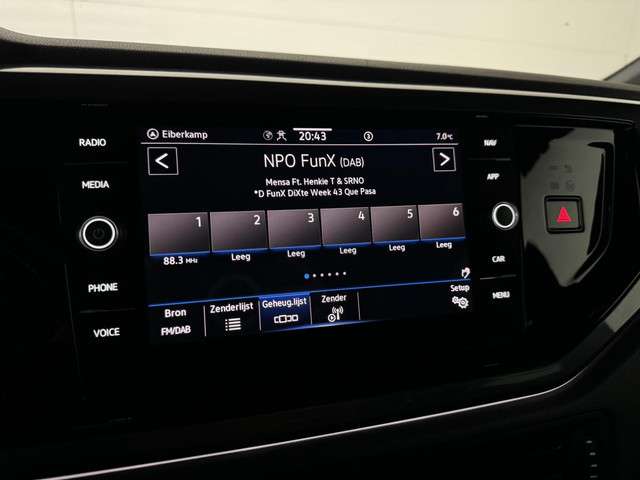 Eiberkamp
20:43
3
7.0°C
RADIO
MEDIA
PHONE
VOICE
NAV
APP
CAR
MENU
< NPO FunX (DAB) >
Mensa Ft. Henkie T & SRNO
*D FunX DiXte Week 43 Que Pasa
1 2 3 4 5 6
88.3 MHz Leeg Leeg Leeg Leeg Leeg
Bron
FM/DAB
Zenderlijst
Geheug.lijst
Zender
Setup